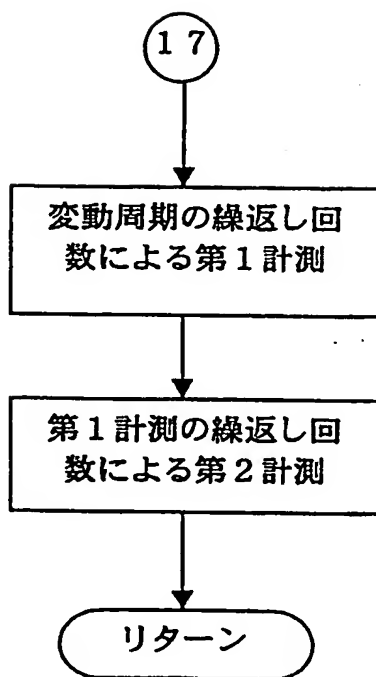 17
変動周期の繰返し回
数による第1計測
第1計測の繰返し回
数による第2計測
リターン